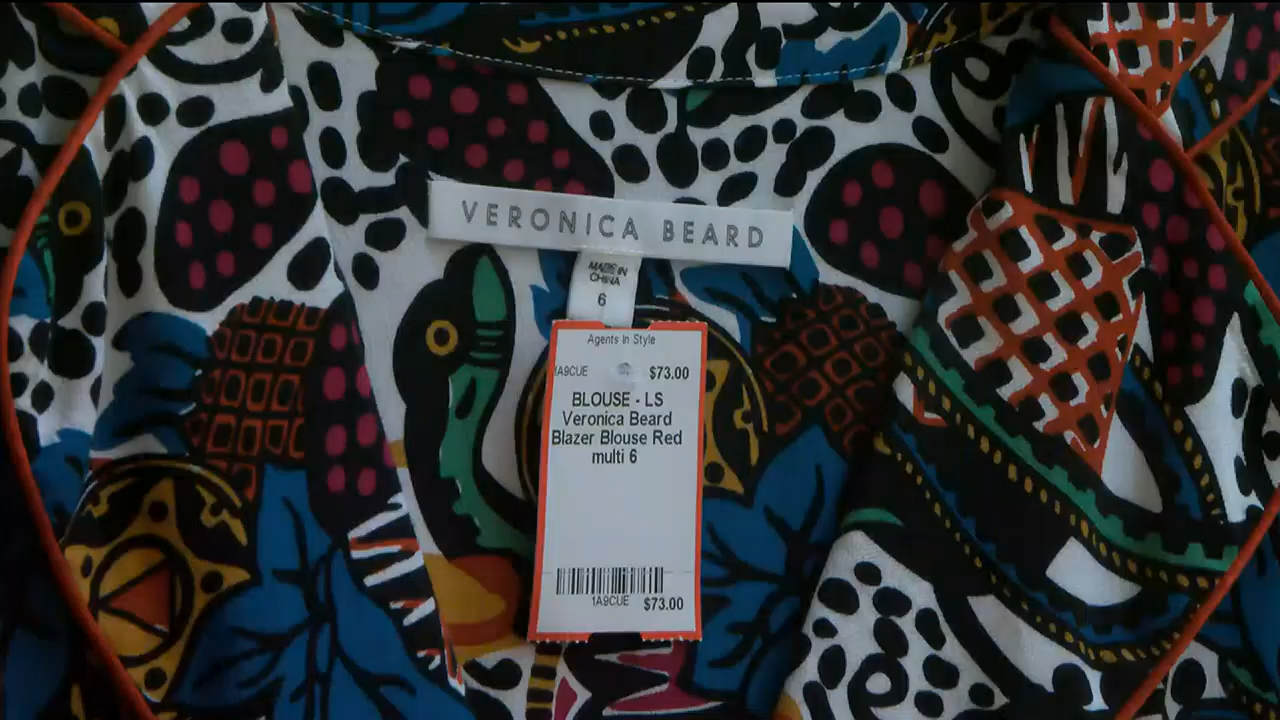 VERONICA BEARD
MADE IN
CHINA
6
Agents In Style
1A9CUE $73.00
BLOUSE - LS
Veronica Beard
Blazer Blouse Red
multi 6
1A9CUE $73.00